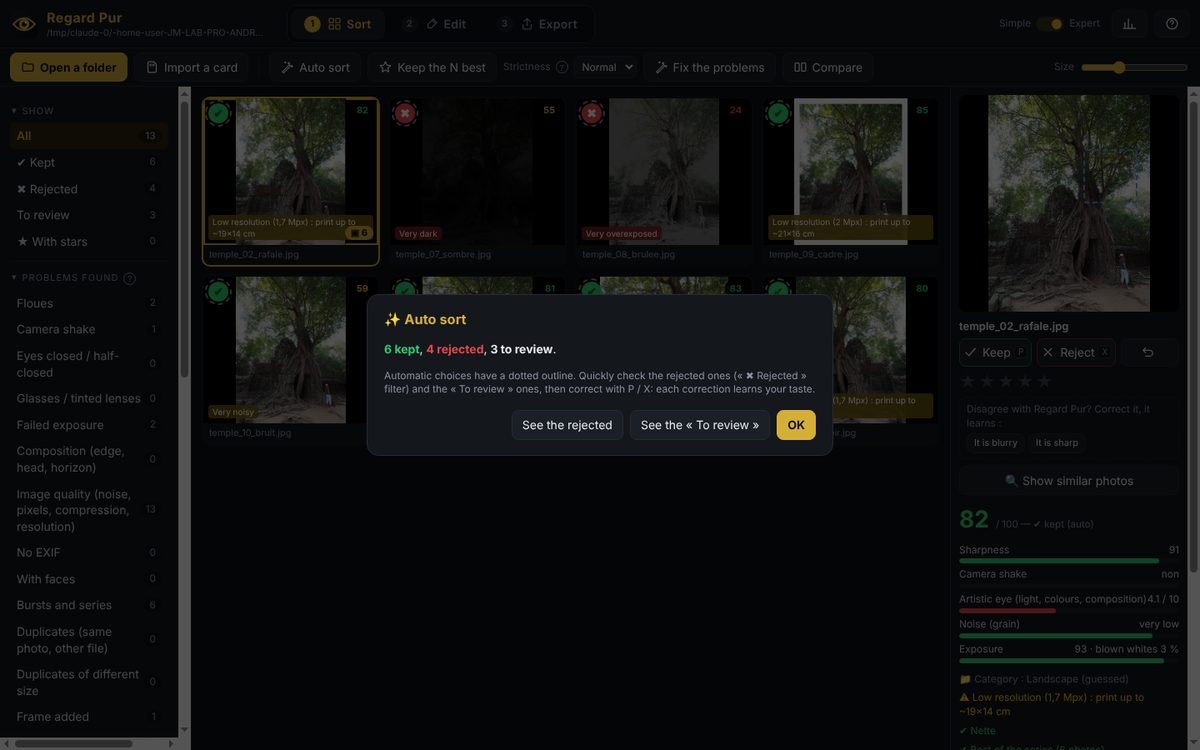 Regard Pur
/tmp/claude-0/-home-user-JM-LAB-PRO-ANDR...
1 Sort
2 Edit
3 Export
Simple Expert
Open a folder
Import a card
Auto sort
Keep the N best
Strictness ?
Normal
Fix the problems
Compare
Size
▾ SHOW
All 13
✔ Kept 6
✖ Rejected 4
To review 3
★ With stars 0
▾ PROBLEMS FOUND ?
Floues 2
Camera shake 1
Eyes closed / half-
closed 0
Glasses / tinted lenses 0
Failed exposure 2
Composition (edge,
head, horizon) 0
Image quality (noise,
pixels, compression,
resolution) 13
No EXIF 0
With faces 0
Bursts and series 6
Duplicates (same
photo, other file) 0
Duplicates of different
size 0
Frame added 1
82
Low resolution (1,7 Mpx) : print up to
~19×14 cm
6
temple_02_rafale.jpg
55
Very dark
temple_07_sombre.jpg
24
Very overexposed
temple_08_brulee.jpg
85
Low resolution (2 Mpx) : print up to
~21×16 cm
temple_09_cadre.jpg
59
Very noisy
temple_10_bruit.jpg
81
83
80
✨ Auto sort
6 kept, 4 rejected, 3 to review.
Automatic choices have a dotted outline. Quickly check the rejected ones (« ✖ Rejected »
filter) and the « To review » ones, then correct with P / X: each correction learns your taste.
See the rejected
See the « To review »
OK
temple_02_rafale.jpg
Keep P
Reject X
Disagree with Regard Pur? Correct it, it
learns :
It is blurry
It is sharp
🔍 Show similar photos
82 / 100 — ✔ kept (auto)
Sharpness 91
Camera shake non
Artistic eye (light, colours, composition) 4.1 / 10
Noise (grain) very low
Exposure 93 · blown whites 3 %
📁 Category : Landscape (guessed)
⚠ Low resolution (1,7 Mpx) : print up to
~19×14 cm
✔ Nette